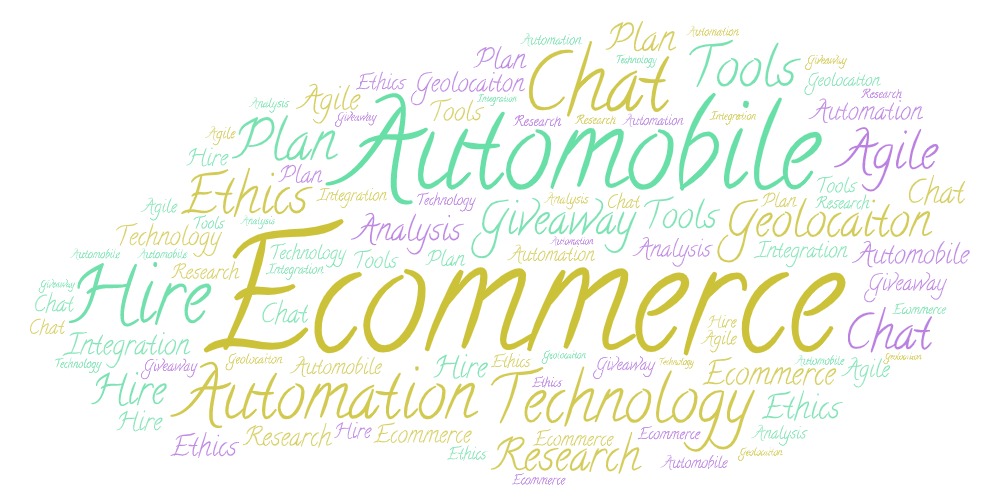 Plan
Automation
Automation
Plan
Chat
Tools
Technology
Giveaway
Ethics
Geolocaiton
Geolocaiton
Integration
Research
Analysis
Agile
Giveaway
Tools
Research
Research
Automation
Integration
Automation
Agile
Plan
Automobile
Agile
Hire
Plan
Ethics
Integration
Technology
Analysis
Chat
Tools
Plan
Research
Chat
Agile
Tools
Analysis
Technology
Analysis
Giveaway
Tools
Geolocaiton
Automobile
Automobile
Research
Technology
Integration
Tools
Plan
Automation
Automation
Analysis
Integration
Automobile
Giveaway
Chat
Chat
Hire
Ecommerce
Chat
Hire
Agile
Giveaway
Ecommerce
Chat
Integration
Technology
Giveaway
Geolocaiton
Automobile
Hire
Ethics
Geolocaiton
Giveaway
Technology
Ecommerce
Automobile
Agile
Geolocaiton
Hire
Hire
Automation
Ethics
Technology
Ethics
Analysis
Ethics
Research
Hire
Ecommerce
Ethics
Research
Ecommerce
Ecommerce
Automobile
Geolocaiton
Ecommerce